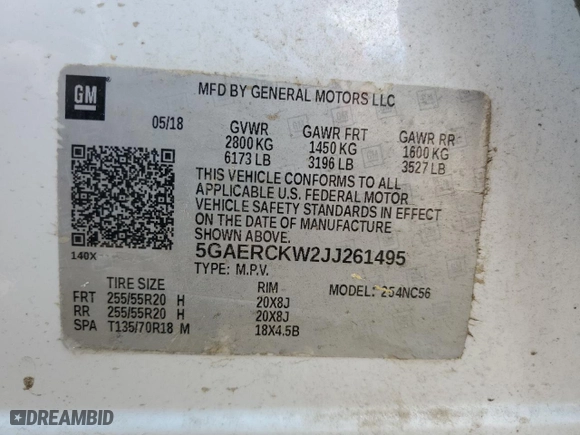 GM
MFD BY GENERAL MOTORS LLC
05/18 GVWR GAWR FRT GAWR RR
2800 KG 1450 KG 1600 KG
6173 LB 3196 LB 3527 LB
THIS VEHICLE CONFORMS TO ALL
APPLICABLE U.S. FEDERAL MOTOR
VEHICLE SAFETY STANDARDS IN EFFECT
ON THE DATE OF MANUFACTURE
SHOWN ABOVE.
140X
5GAERCKW2JJ261495
TYPE: M.P.V.
TIRE SIZE RIM MODEL:
FRT 255/55R20 H 20X8J
RR 255/55R20 H 20X8J
SPA T135/70R18 M 18X4.5B
DREAMBID